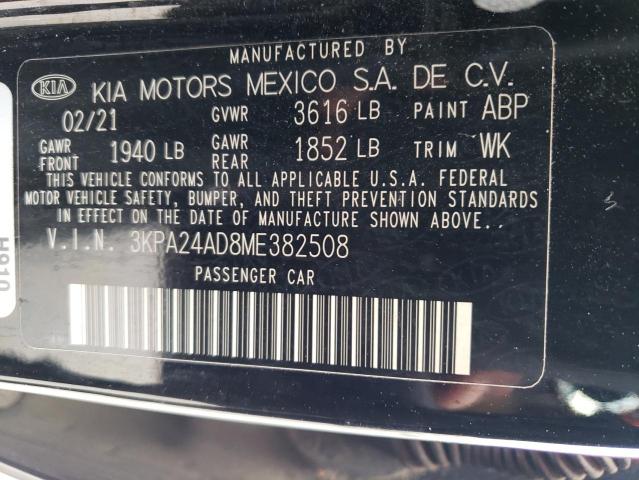 MANUFACTURED BY
KIA KIA MOTORS MEXICO S.A. DE C.V.
02/21 GVWR 3616 LB PAINT ABP
GAWR FRONT 1940 LB GAWR REAR 1852 LB TRIM WK
THIS VEHICLE CONFORMS TO ALL APPLICABLE U.S.A. FEDERAL
MOTOR VEHICLE SAFETY, BUMPER, AND THEFT PREVENTION STANDARDS
IN EFFECT ON THE DATE OF MANUFACTURE SHOWN ABOVE.
V.I.N. 3KPA24AD8ME382508
PASSENGER CAR
H910